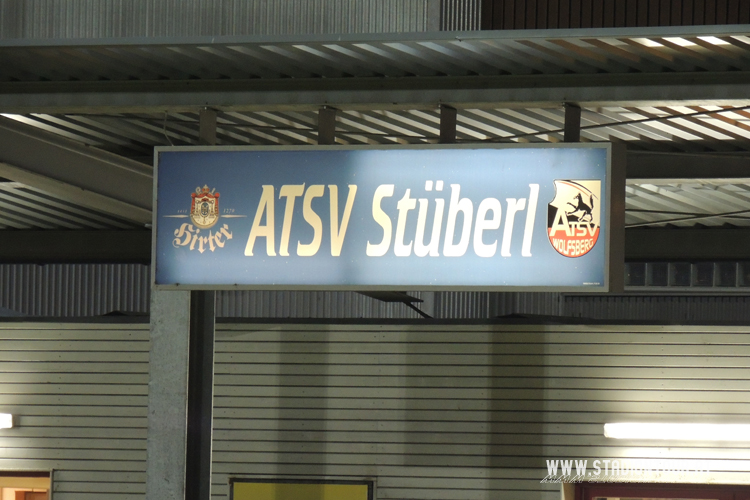 Hirter
ATSV Stüberl
ATSV
WOLFSBERG